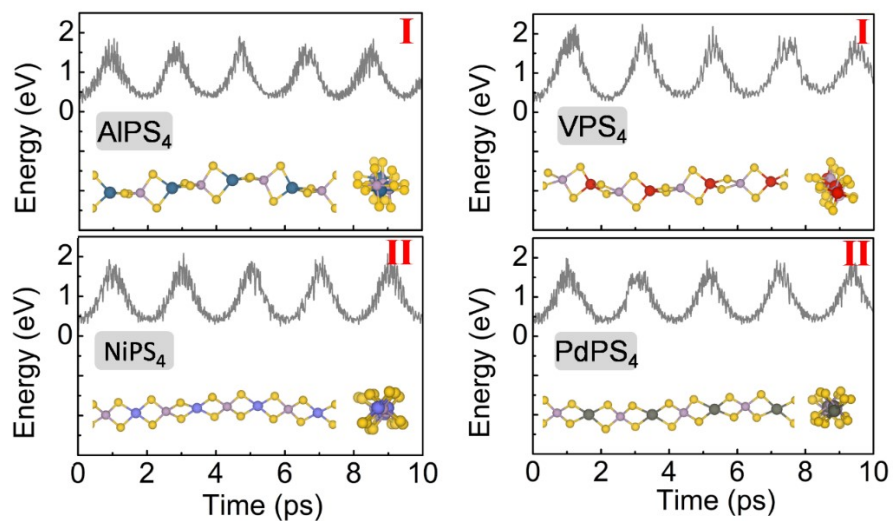 I
2
1
0
Energy (eV)
AlPS₄
I
2
1
0
Energy (eV)
VPS₄
II
2
1
0
Energy (eV)
NiPS₄
0 2 4 6 8 10
Time (ps)
II
2
1
0
Energy (eV)
PdPS₄
0 2 4 6 8 10
Time (ps)